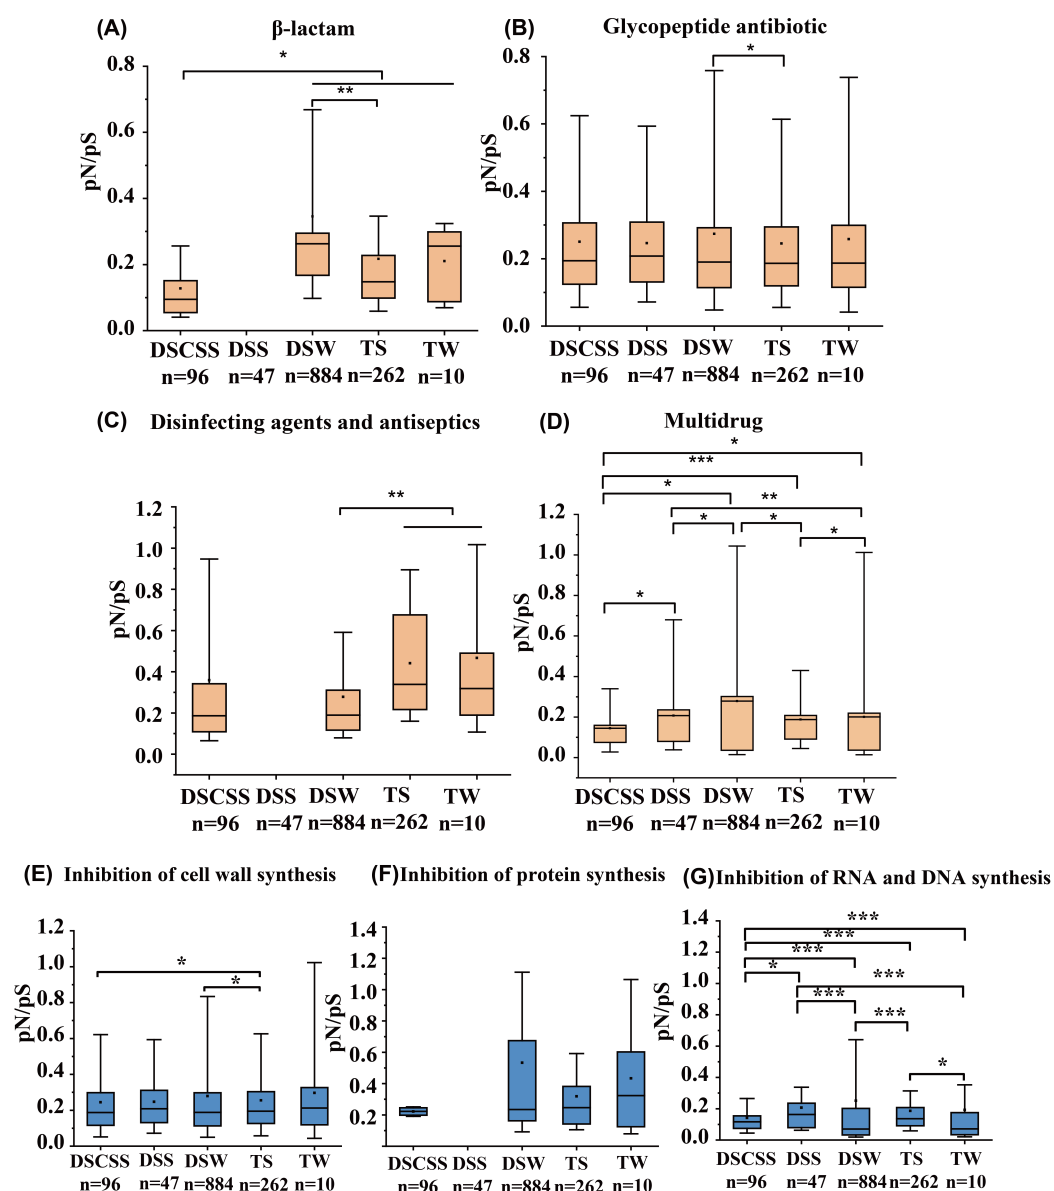 (A) β-lactam
(B) Glycopeptide antibiotic
pN/pS
0.8
0.6
0.4
0.2
0.0
*
**
DSCSS DSS DSW TS TW
n=96 n=47 n=884 n=262 n=10
pN/pS
0.8
0.6
0.4
0.2
0.0
*
DSCSS DSS DSW TS TW
n=96 n=47 n=884 n=262 n=10
(C) Disinfecting agents and antiseptics
(D) Multidrug
pN/pS
1.2
1.0
0.8
0.6
0.4
0.2
0.0
**
DSCSS DSS DSW TS TW
n=96 n=47 n=884 n=262 n=10
pN/pS
1.2
1.0
0.8
0.6
0.4
0.2
0.0
*
***
*
**
*
*
*
*
DSCSS DSS DSW TS TW
n=96 n=47 n=884 n=262 n=10
(E) Inhibition of cell wall synthesis
(F) Inhibition of protein synthesis
(G) Inhibition of RNA and DNA synthesis
pN/pS
1.2
1.0
0.8
0.6
0.4
0.2
0.0
*
*
DSCSS DSS DSW TS TW
n=96 n=47 n=884 n=262 n=10
pN/pS
1.4
1.2
1.0
0.8
0.6
0.4
0.2
DSCSS DSS DSW TS TW
n=96 n=47 n=884 n=262 n=10
pN/pS
1.4
1.2
1.0
0.8
0.6
0.4
0.2
0.0
***
***
***
*
***
***
***
*
DSCSS DSS DSW TS TW
n=96 n=47 n=884 n=262 n=10